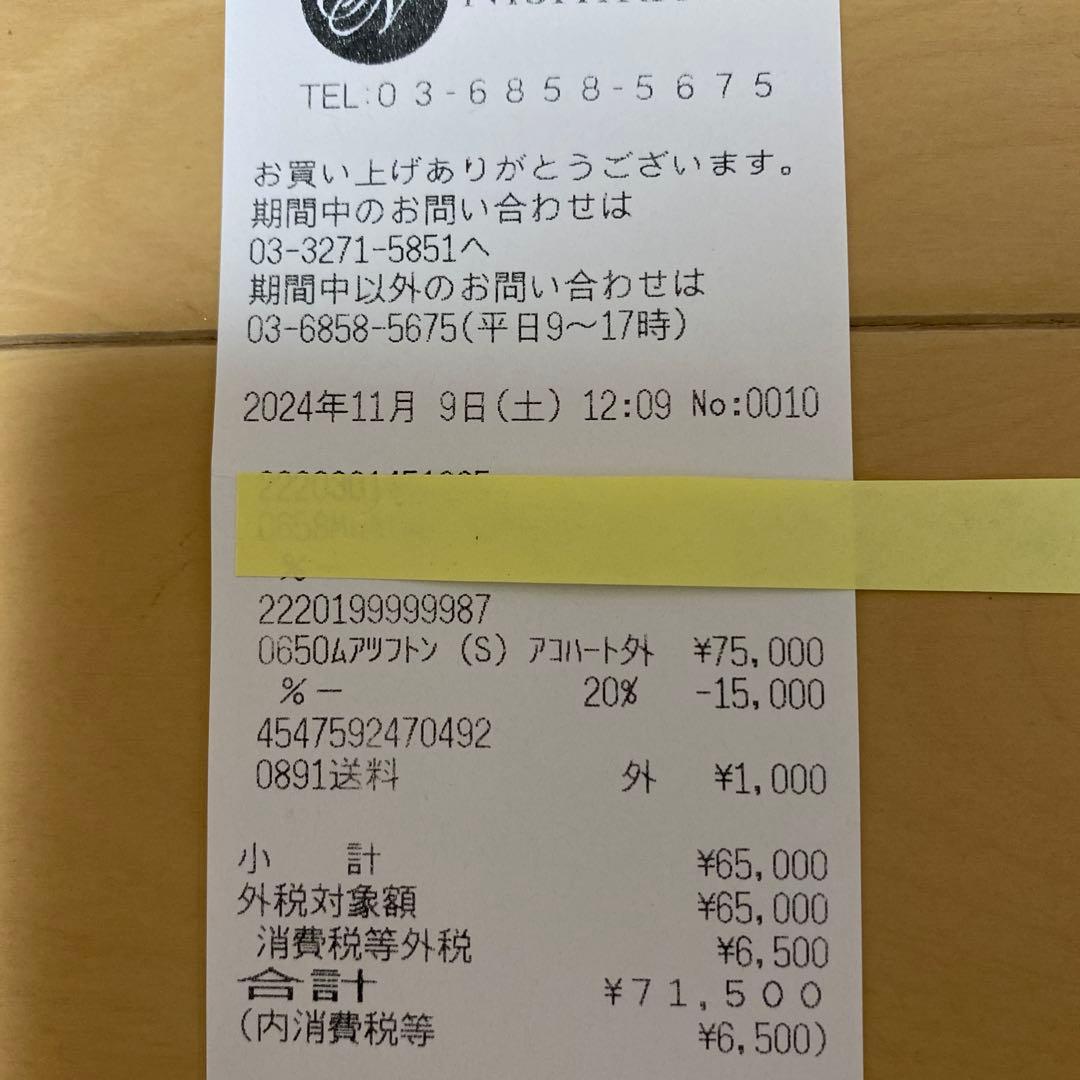 TEL:03-6858-5675
お買い上げありがとうございます。
期間中のお問い合わせは
03-3271-5851へ
期間中以外のお問い合わせは
03-6858-5675(平日9〜17時)
2024年11月 9日(土) 12:09 No:0010
%-
2220199999987
0650ﾑｱﾂﾌﾄﾝ (S) ｱｺﾊｰﾄ外 ¥75,000
%- 20% -15,000
4547592470492
0891送料 外 ¥1,000
小 計 ¥65,000
外税対象額 ¥65,000
消費税等外税 ¥6,500
合計 ¥71,500
(内消費税等 ¥6,500)